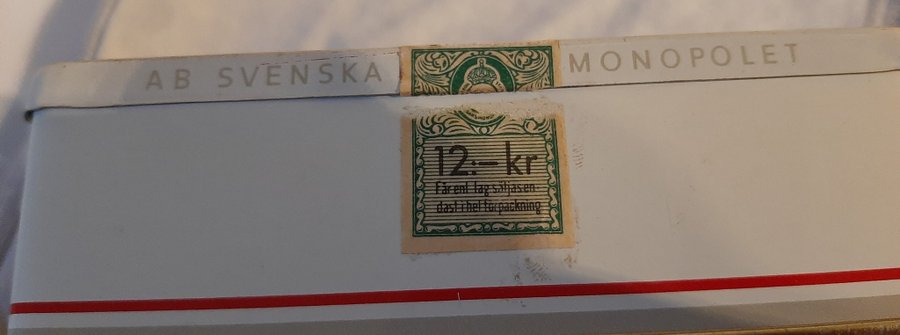 AB SVENSKA MONOPOLET
12:– kr
Får enl lag säljas en
dast i hel förpackning